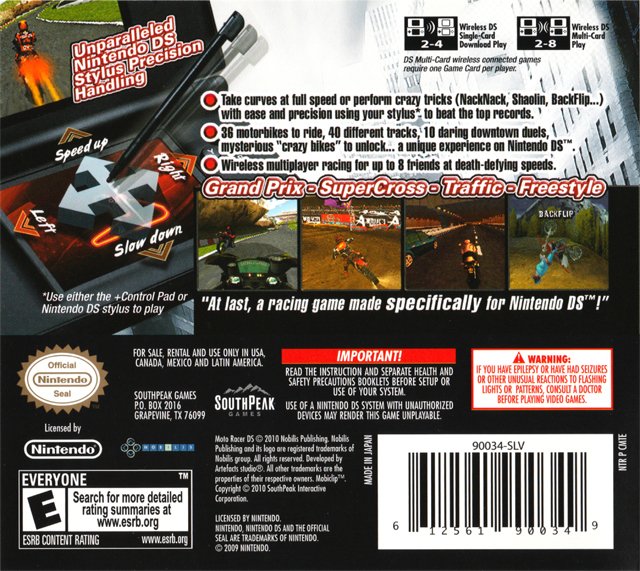 Unparalleled
Nintendo DS
Stylus Precision
Handling
2-4
Wireless DS
Single-Card
Download Play
2-8
Wireless DS
Multi-Card
Play
DS Multi-Card wireless connected games
require one Game Card per player.
Take curves at full speed or perform crazy tricks (NackNack, Shaolin, BackFlip...)
with ease and precision using your stylus* to beat the top records.
36 motorbikes to ride, 40 different tracks, 10 daring downtown duels,
mysterious "crazy bikes" to unlock... a unique experience on Nintendo DS™.
Wireless multiplayer racing for up to 8 friends at death-defying speeds.
Speed up
Right
Left
Slow down
Grand Prix - SuperCross - Traffic - Freestyle
BACKFLIP
*Use either the +Control Pad or
Nintendo DS stylus to play
"At last, a racing game made specifically for Nintendo DS™!"
Official
Nintendo
Seal
FOR SALE, RENTAL AND USE ONLY IN USA,
CANADA, MEXICO AND LATIN AMERICA.
SOUTHPEAK GAMES
P.O. BOX 2016
GRAPEVINE, TX 76099
SOUTHPEAK
GAMES
IMPORTANT!
READ THE INSTRUCTION AND SEPARATE HEALTH AND
SAFETY PRECAUTIONS BOOKLETS BEFORE SETUP OR
USE OF YOUR SYSTEM.
USE OF A NINTENDO DS SYSTEM WITH UNAUTHORIZED
DEVICES MAY RENDER THIS GAME UNPLAYABLE.
WARNING:
IF YOU HAVE EPILEPSY OR HAVE HAD SEIZURES
OR OTHER UNUSUAL REACTIONS TO FLASHING
LIGHTS OR PATTERNS, CONSULT A DOCTOR
BEFORE PLAYING VIDEO GAMES.
Licensed by
Nintendo
NOBILIS
Moto Racer DS © 2010 Nobilis Publishing. Nobilis
Publishing and its logo are registered trademarks of
Nobilis group. All rights reserved. Developed by
Artefacts studio®. All other trademarks are the
properties of their respective owners. Mobiclip™.
Copyright © 2010 SouthPeak Interactive
Corporation.
LICENSED BY NINTENDO.
NINTENDO, NINTENDO DS AND THE OFFICIAL
SEAL ARE TRADEMARKS OF NINTENDO.
© 2009 NINTENDO.
MADE IN JAPAN
90034-SLV
6 12561 90034 9
NTR P CMTE
EVERYONE ™
E
Search for more detailed
rating summaries at
www.esrb.org
ESRB CONTENT RATING www.esrb.org